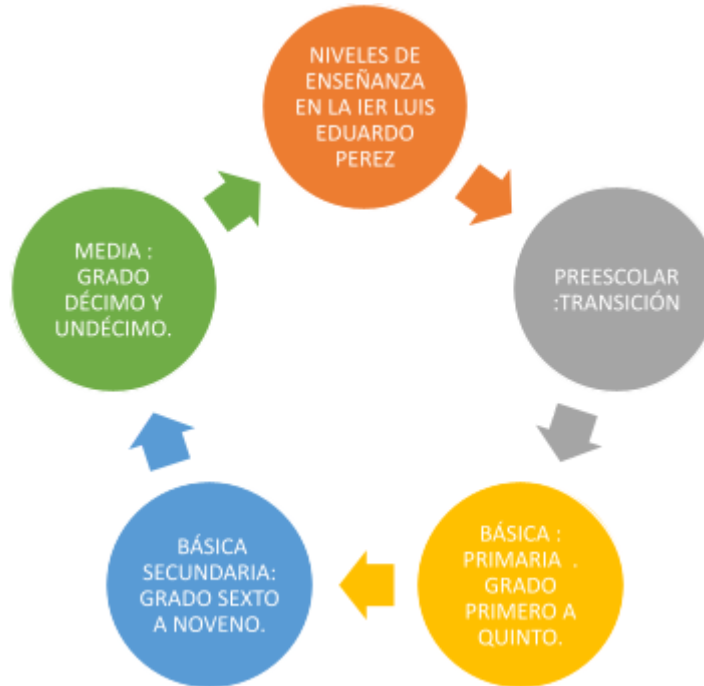 NIVELES DE
ENSEÑANZA
EN LA IER LUIS
EDUARDO
PEREZ
PREESCOLAR
:TRANSICIÓN
BÁSICA :
PRIMARIA .
GRADO
PRIMERO A
QUINTO.
BÁSICA
SECUNDARIA:
GRADO SEXTO
A NOVENO.
MEDIA :
GRADO
DÉCIMO Y
UNDÉCIMO.